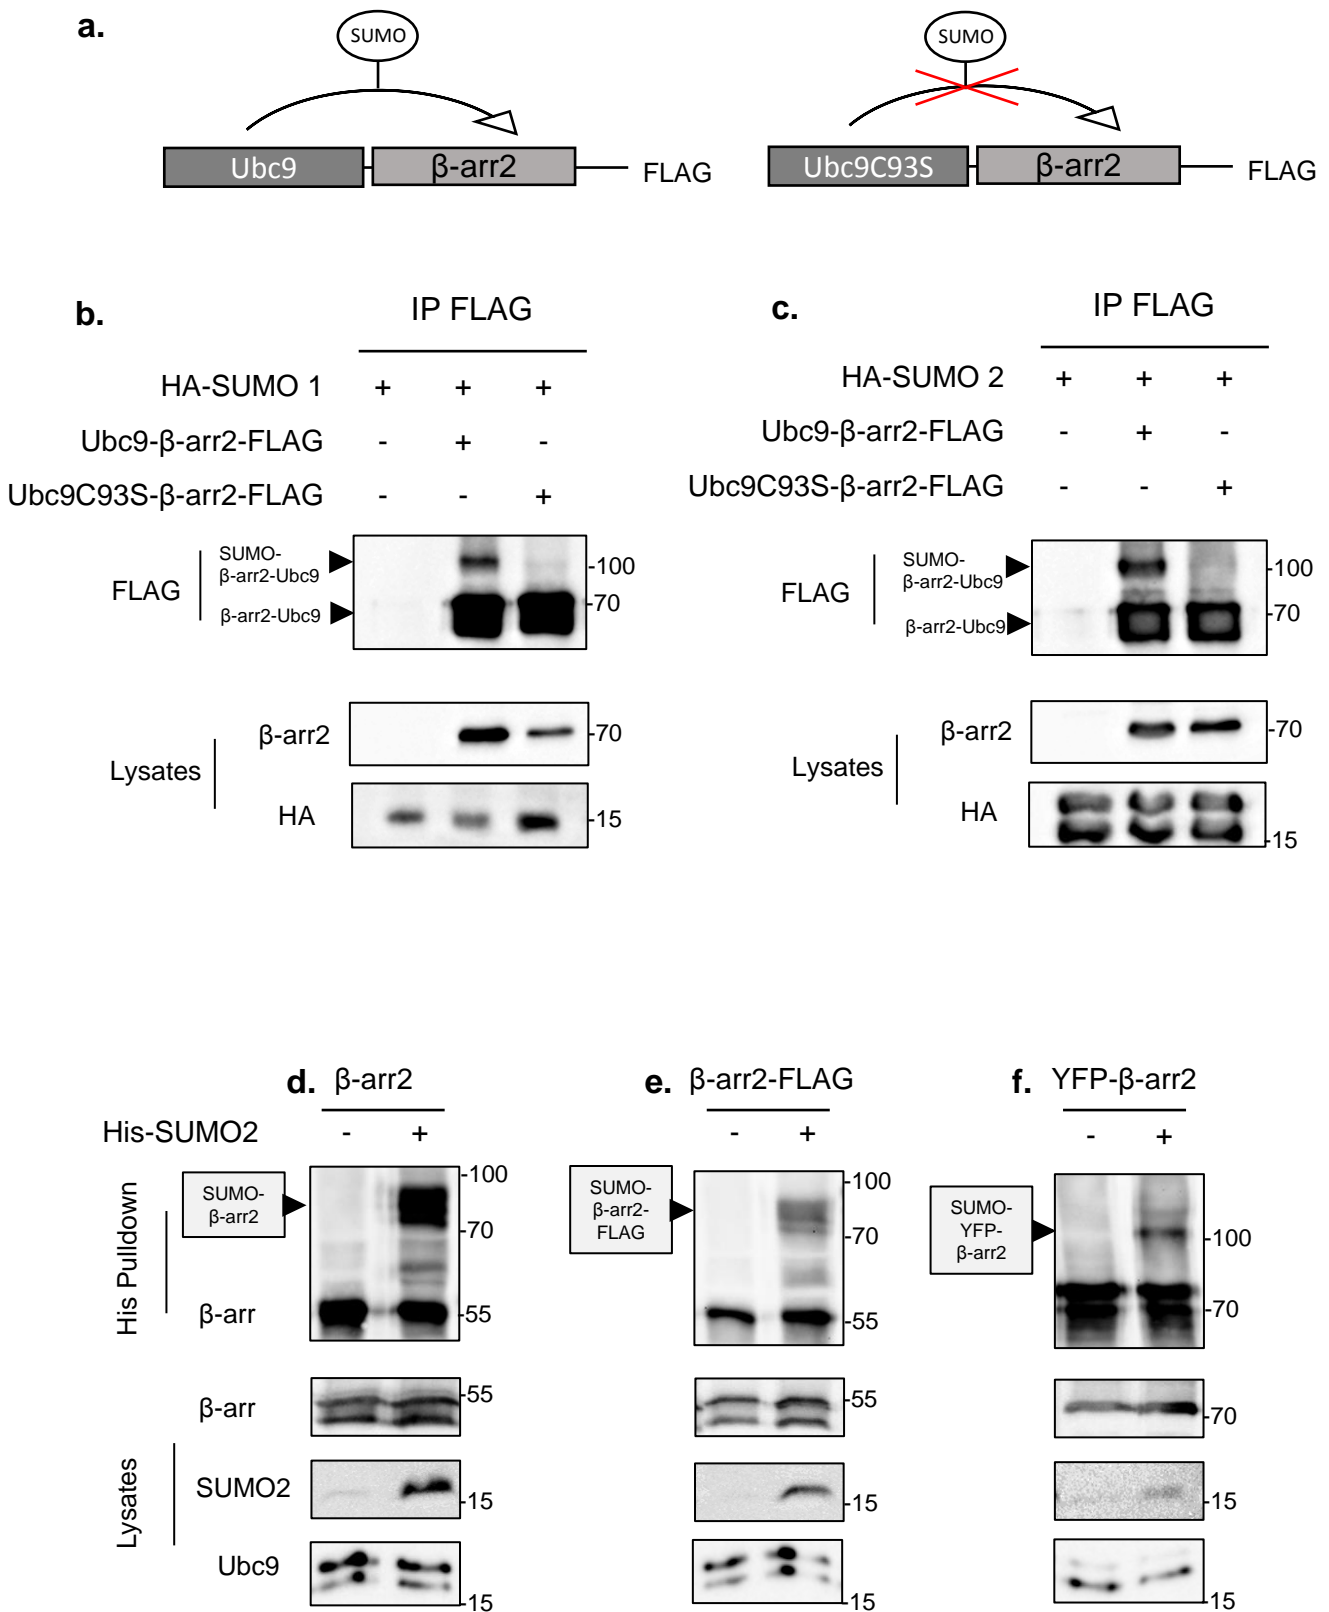 a.
SUMO
SUMO
Ubc9
β-arr2
FLAG
Ubc9C93S
β-arr2
FLAG
b.
IP FLAG
HA-SUMO 1 + + +
Ubc9-β-arr2-FLAG - + -
Ubc9C93S-β-arr2-FLAG - - +
FLAG
SUMO-
β-arr2-Ubc9
β-arr2-Ubc9
-100
-70
Lysates
β-arr2
-70
HA
-15
c.
IP FLAG
HA-SUMO 2 + + +
Ubc9-β-arr2-FLAG - + -
Ubc9C93S-β-arr2-FLAG - - +
FLAG
SUMO-
β-arr2-Ubc9
β-arr2-Ubc9
-100
-70
Lysates
β-arr2
-70
HA
-15
d. β-arr2
His-SUMO2 - +
His Pulldown
SUMO-
β-arr2
β-arr
-100
-70
-55
β-arr
-55
Lysates
SUMO2
-15
Ubc9
-15
e. β-arr2-FLAG
- +
SUMO-
β-arr2-
FLAG
-100
-70
-55
-55
-15
-15
f. YFP-β-arr2
- +
SUMO-
YFP-
β-arr2
-100
-70
-70
-15
-15